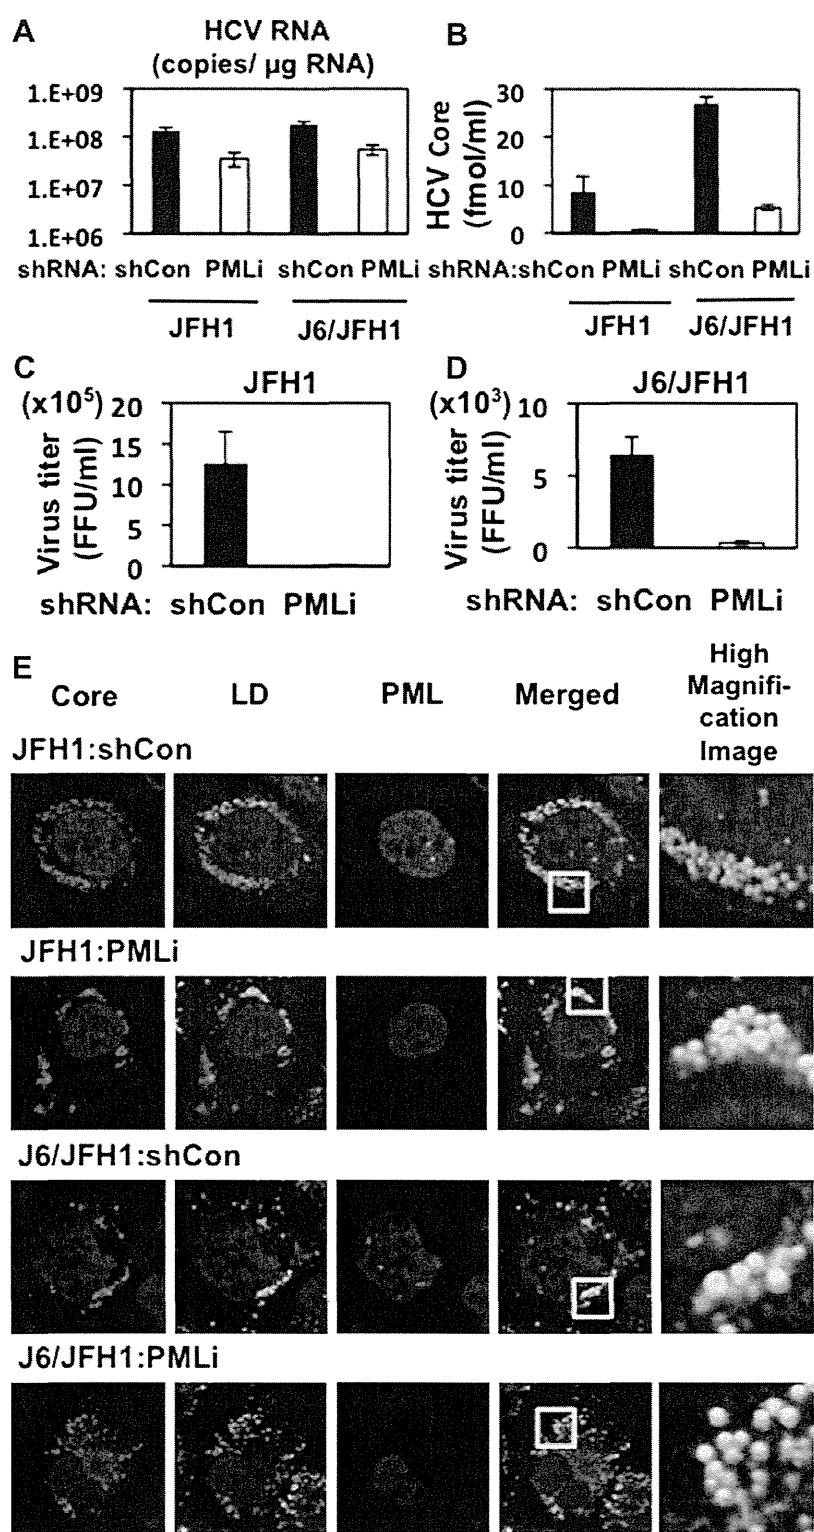 A
HCV RNA
(copies/ µg RNA)
1.E+09
1.E+08
1.E+07
1.E+06
shRNA: shCon PMLi shCon PMLi
JFH1 J6/JFH1
B
HCV Core
(fmol/ml)
30
20
10
0
shRNA:shCon PMLi shCon PMLi
JFH1 J6/JFH1
C
JFH1
(x10⁵)
Virus titer
(FFU/ml)
20
15
10
5
0
shRNA: shCon PMLi
D
J6/JFH1
(x10³)
Virus titer
(FFU/ml)
10
5
0
shRNA: shCon PMLi
E
Core LD PML Merged
High
Magnifi-
cation
Image
JFH1:shCon
JFH1:PMLi
J6/JFH1:shCon
J6/JFH1:PMLi